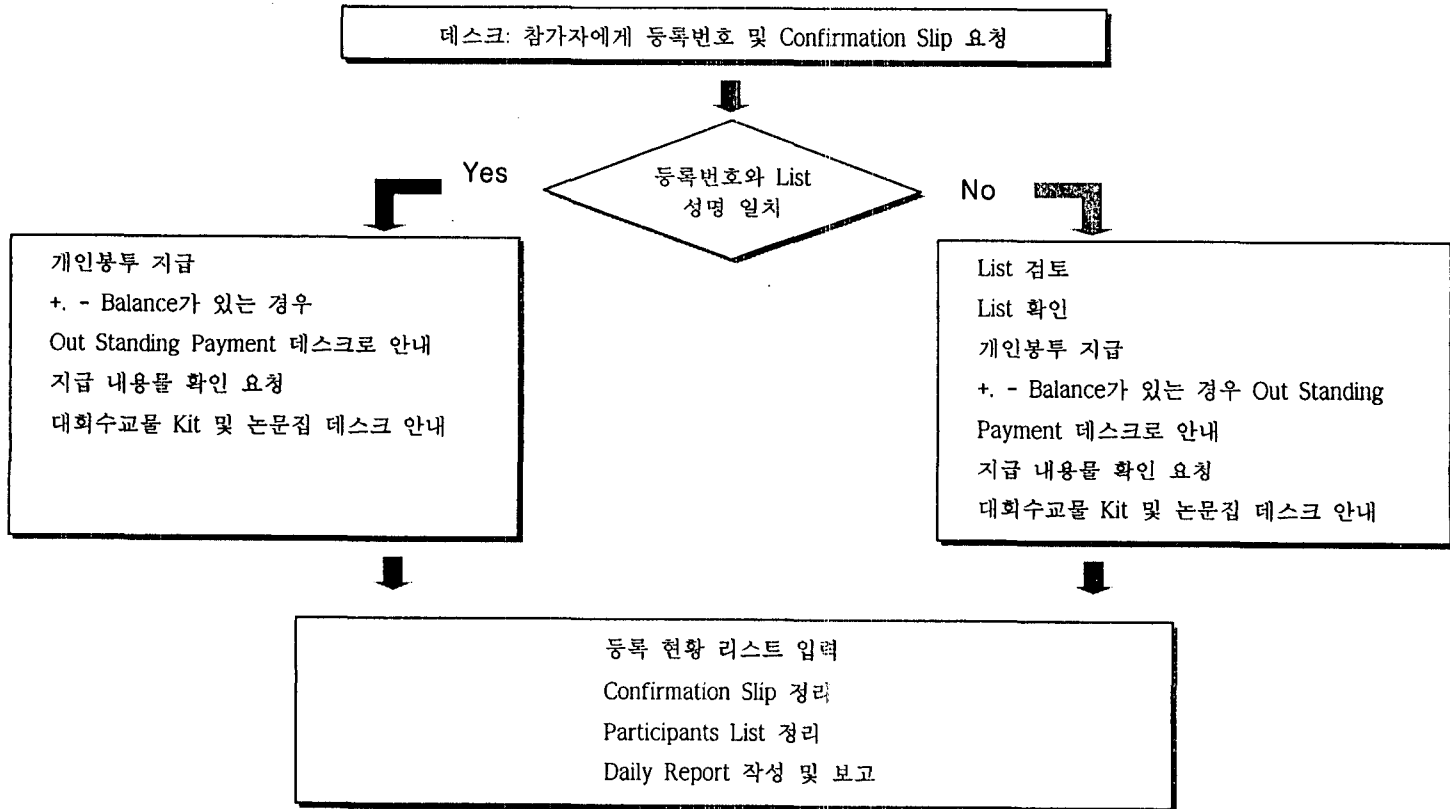 데스크: 참가자에게 등록번호 및 Confirmation Slip 요청
등록번호와 List
성명 일치
Yes
No
개인봉투 지급
+. - Balance가 있는 경우
Out Standing Payment 데스크로 안내
지급 내용물 확인 요청
대회수교물 Kit 및 논문집 데스크 안내
List 검토
List 확인
개인봉투 지급
+. - Balance가 있는 경우 Out Standing
Payment 데스크로 안내
지급 내용물 확인 요청
대회수교물 Kit 및 논문집 데스크 안내
등록 현황 리스트 입력
Confirmation Slip 정리
Participants List 정리
Daily Report 작성 및 보고